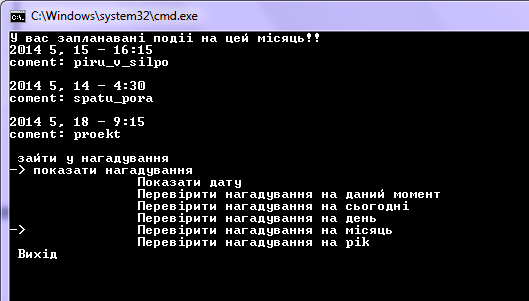 C:\Windows\system32\cmd.exe
У вас заплановані події на цей місяць!!
2014 5, 15 - 16:15
coment: piru_v_silpo
2014 5, 14 - 4:30
coment: spatu_pora
2014 5, 18 - 9:15
coment: proekt
зайти у нагадування
-> показати нагадування
Показати дату
Перевірити нагадування на даний момент
Перевірити нагадування на сьогодні
Перевірити нагадування на день
-> Перевірити нагадування на місяць
Перевірити нагадування на рік
Вихід